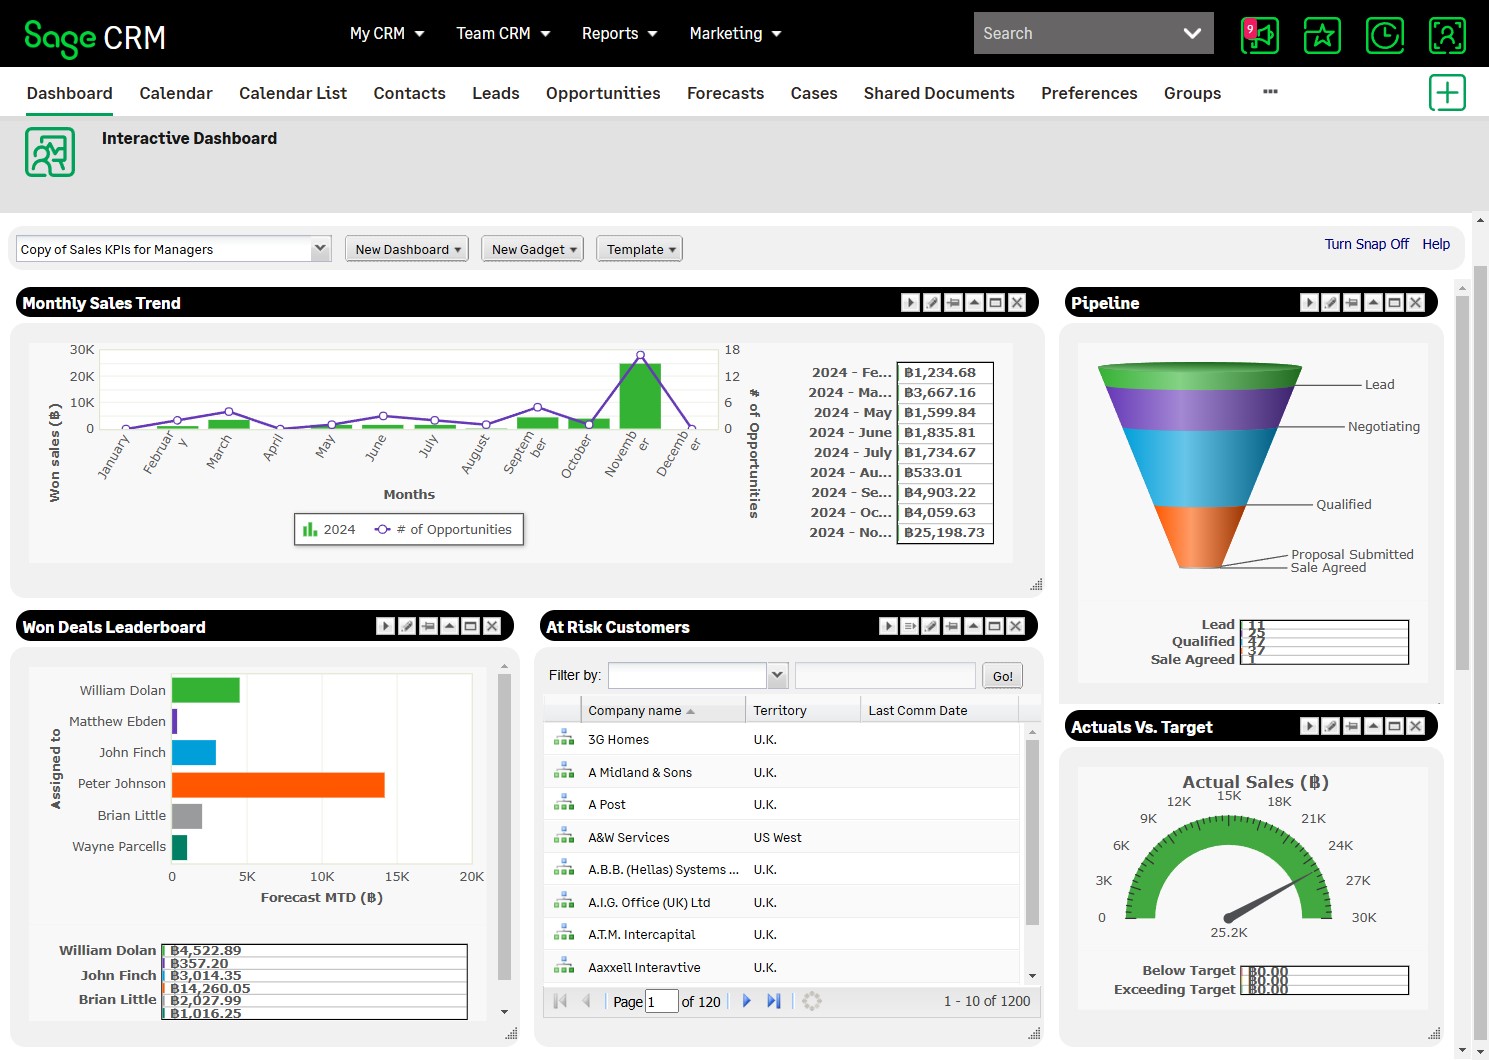 Sage CRM
My CRM Team CRM Reports Marketing
Search
9
Dashboard Calendar Calendar List Contacts Leads Opportunities Forecasts Cases Shared Documents Preferences Groups ...
Interactive Dashboard
Copy of Sales KPIs for Managers New Dashboard New Gadget Template
Turn Snap Off Help
Monthly Sales Trend
30K
20K
10K
0
18
12
6
0
Won sales (฿)
# of Opportunities
January
February
March
April
May
June
July
August
September
October
November
December
Months
2024 # of Opportunities
2024 - Fe... ฿1,234.68
2024 - Ma... ฿3,667.16
2024 - May ฿1,599.84
2024 - June ฿1,835.81
2024 - July ฿1,734.67
2024 - Au... ฿533.01
2024 - Se... ฿4,903.22
2024 - Oc... ฿4,059.63
2024 - No... ฿25,198.73
Pipeline
Lead
Negotiating
Qualified
Proposal Submitted
Sale Agreed
Lead 11
25
Qualified 47
37
Sale Agreed 1
Won Deals Leaderboard
Assigned to
William Dolan
Matthew Ebden
John Finch
Peter Johnson
Brian Little
Wayne Parcells
0 5K 10K 15K 20K
Forecast MTD (฿)
William Dolan ฿4,522.89
฿357.20
John Finch ฿3,014.35
฿14,260.05
Brian Little ฿2,027.99
฿1,016.25
At Risk Customers
Filter by: Go!
Company name Territory Last Comm Date
3G Homes U.K.
A Midland & Sons U.K.
A Post U.K.
A&W Services US West
A.B.B. (Hellas) Systems ... U.K.
A.I.G. Office (UK) Ltd U.K.
A.T.M. Intercapital U.K.
Aaxxell Interavtive U.K.
Page 1 of 120
1 - 10 of 1200
Actuals Vs. Target
Actual Sales (฿)
0
3K
6K
9K
12K
15K
18K
21K
24K
27K
30K
25.2K
Below Target ฿0.00
฿0.00
Exceeding Target ฿0.00